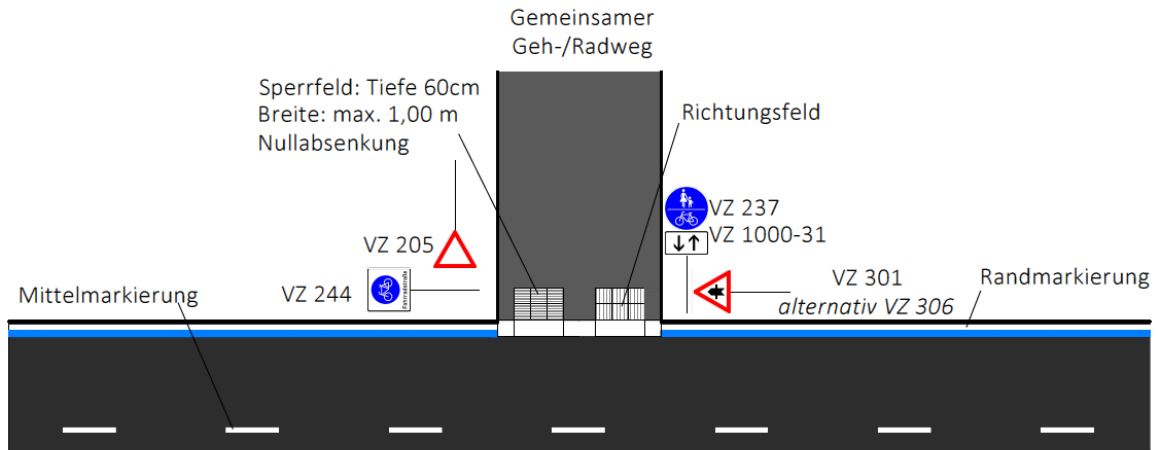 Gemeinsamer
Geh-/Radweg
Sperrfeld: Tiefe 60cm
Breite: max. 1,00 m
Nullabsenkung
Richtungsfeld
VZ 237
VZ 1000-31
VZ 205
VZ 244
Fahrradstraße
VZ 301
alternativ VZ 306
Mittelmarkierung
Randmarkierung